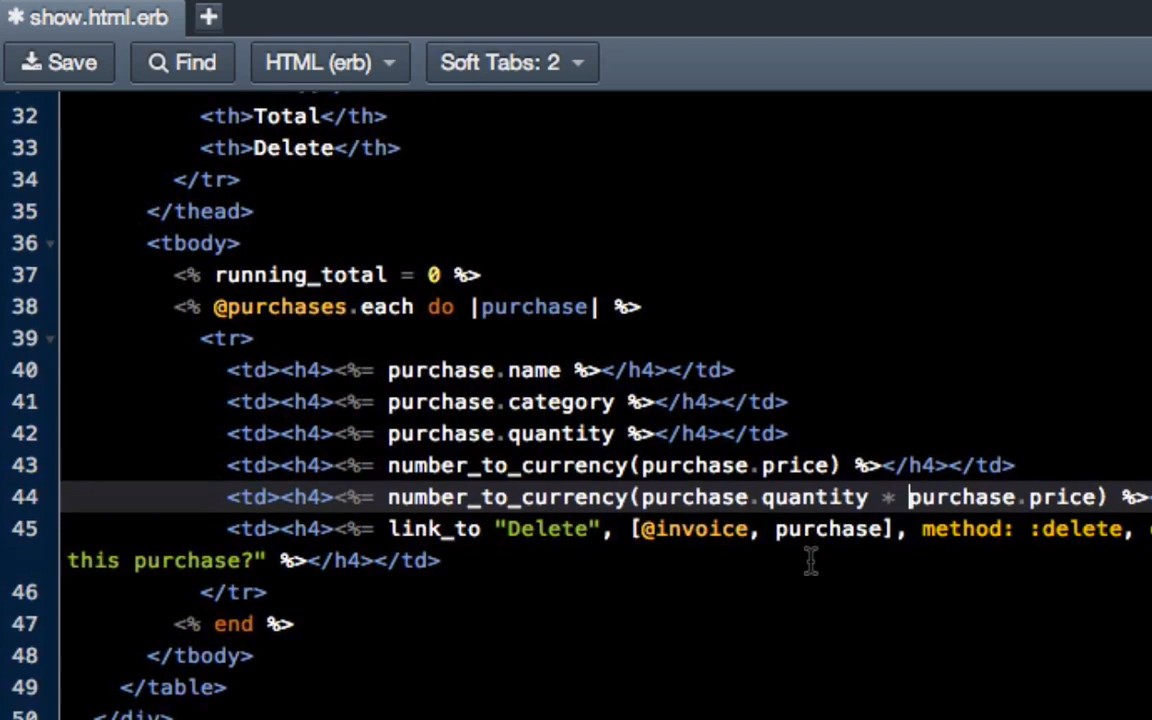 ✱ show.html.erb +
Save Find HTML (erb) Soft Tabs: 2
32 <th>Total</th>
33 <th>Delete</th>
34 </tr>
35 </thead>
36 <tbody>
37 <% running_total = 0 %>
38 <% @purchases.each do |purchase| %>
39 <tr>
40 <td><h4><%= purchase.name %></h4></td>
41 <td><h4><%= purchase.category %></h4></td>
42 <td><h4><%= purchase.quantity %></h4></td>
43 <td><h4><%= number_to_currency(purchase.price) %></h4></td>
44 <td><h4><%= number_to_currency(purchase.quantity * purchase.price) %>
45 <td><h4><%= link_to "Delete", [@invoice, purchase], method: :delete,
this purchase?" %></h4></td>
46 </tr>
47 <% end %>
48 </tbody>
49 </table>
50 </div>